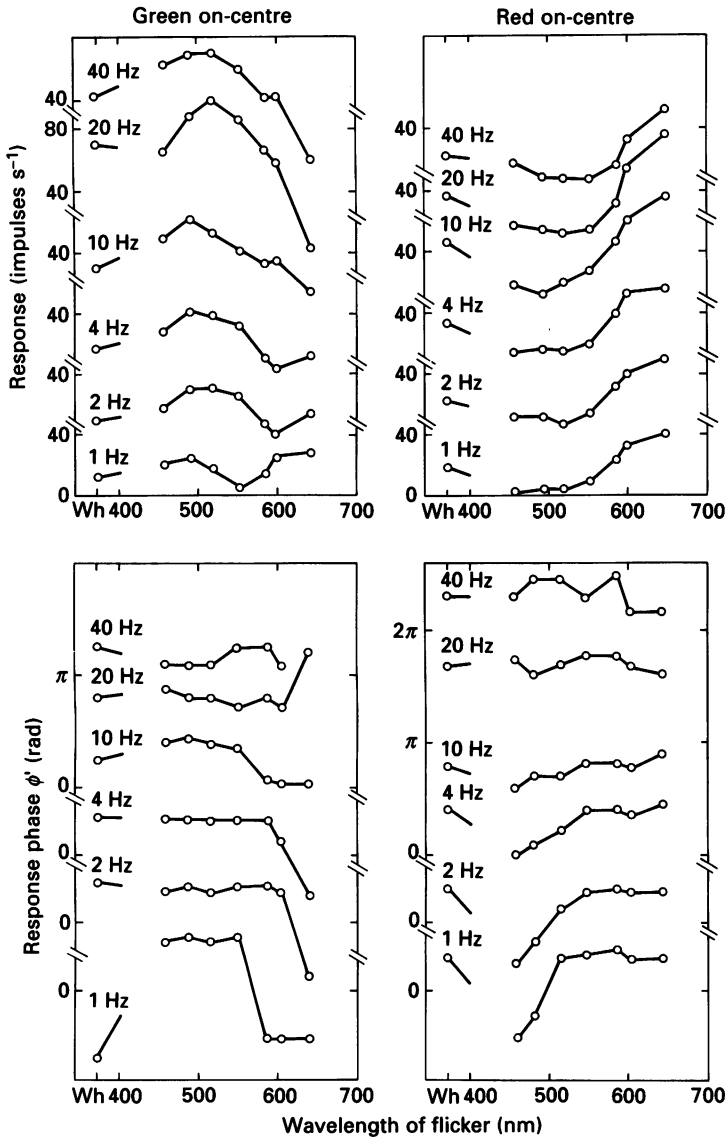 Green on-centre
Red on-centre
Response (impulses s⁻¹)
40 Hz
40
80
20 Hz
40
10 Hz
40
4 Hz
40
2 Hz
40
40
1 Hz
0
Wh 400 500 600 700
40
40 Hz
20 Hz
40
10 Hz
40
4 Hz
40
2 Hz
40
1 Hz
40
0
Wh 400 500 600 700
Response phase ϕ' (rad)
40 Hz
π
20 Hz
10 Hz
0
4 Hz
0
2 Hz
0
0
1 Hz
Wh 400 500 600 700
40 Hz
2π
20 Hz
π
10 Hz
4 Hz
0
2 Hz
0
1 Hz
0
Wh 400 500 600 700
Wavelength of flicker (nm)